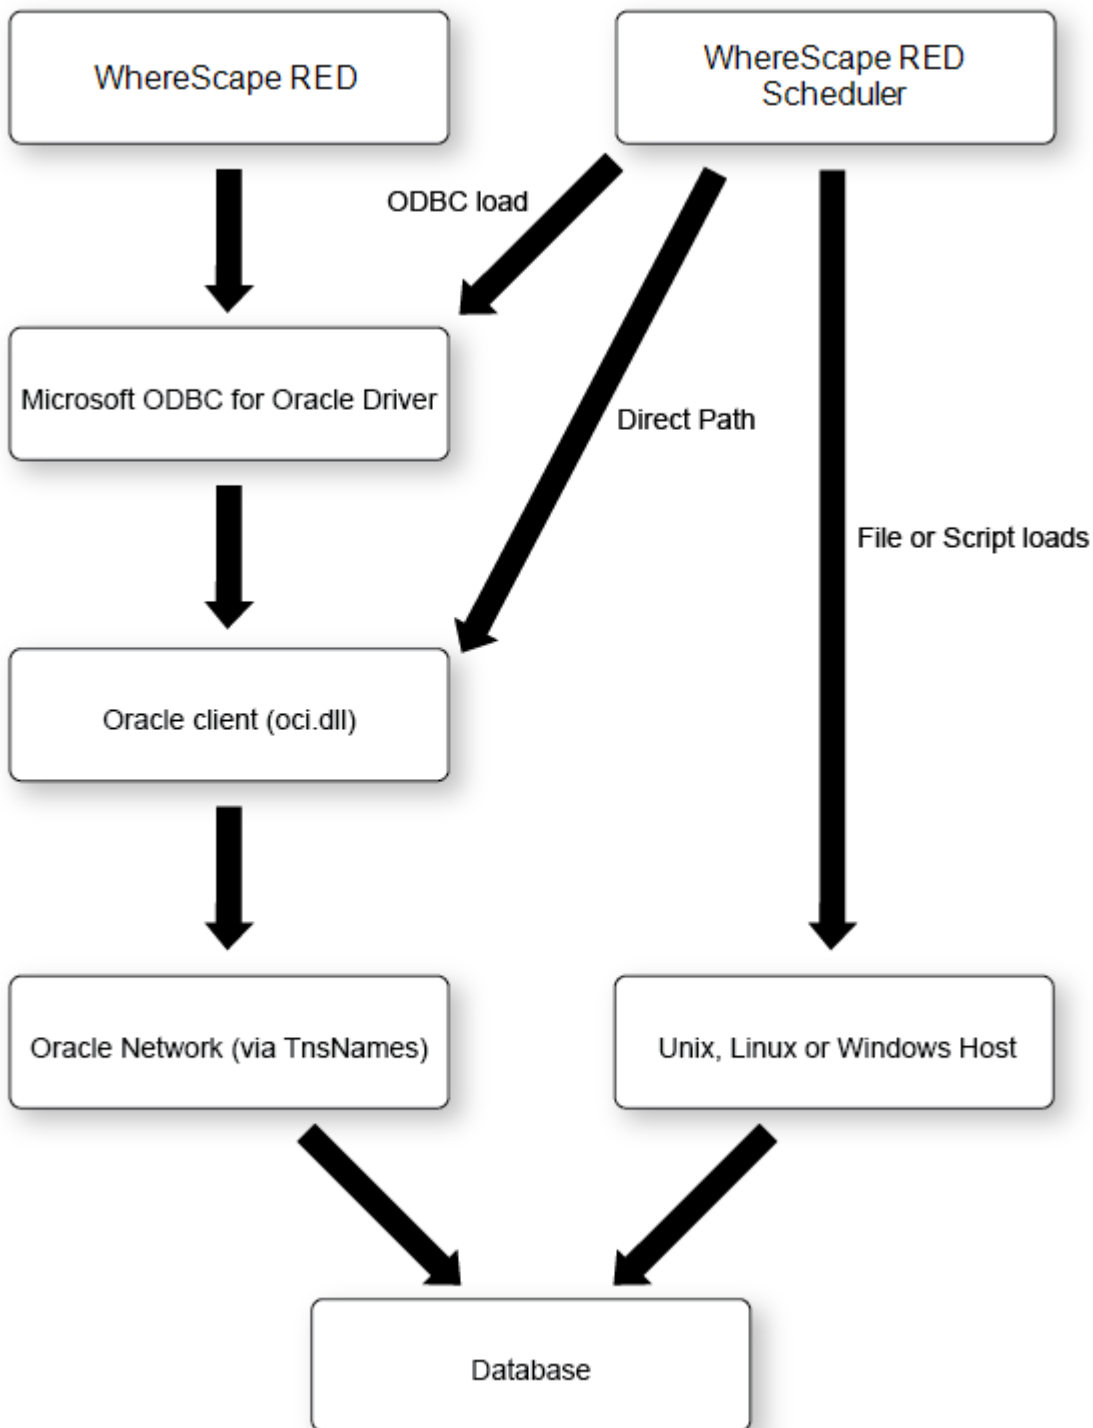 WhereScape RED
WhereScape RED
Scheduler
ODBC load
Microsoft ODBC for Oracle Driver
Direct Path
File or Script loads
Oracle client (oci.dll)
Oracle Network (via TnsNames)
Unix, Linux or Windows Host
Database